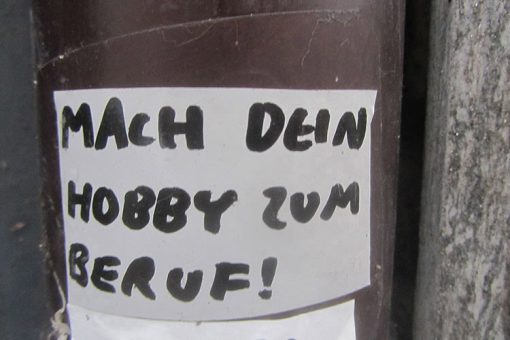 MACH DEIN
HOBBY ZUM
BERUF!